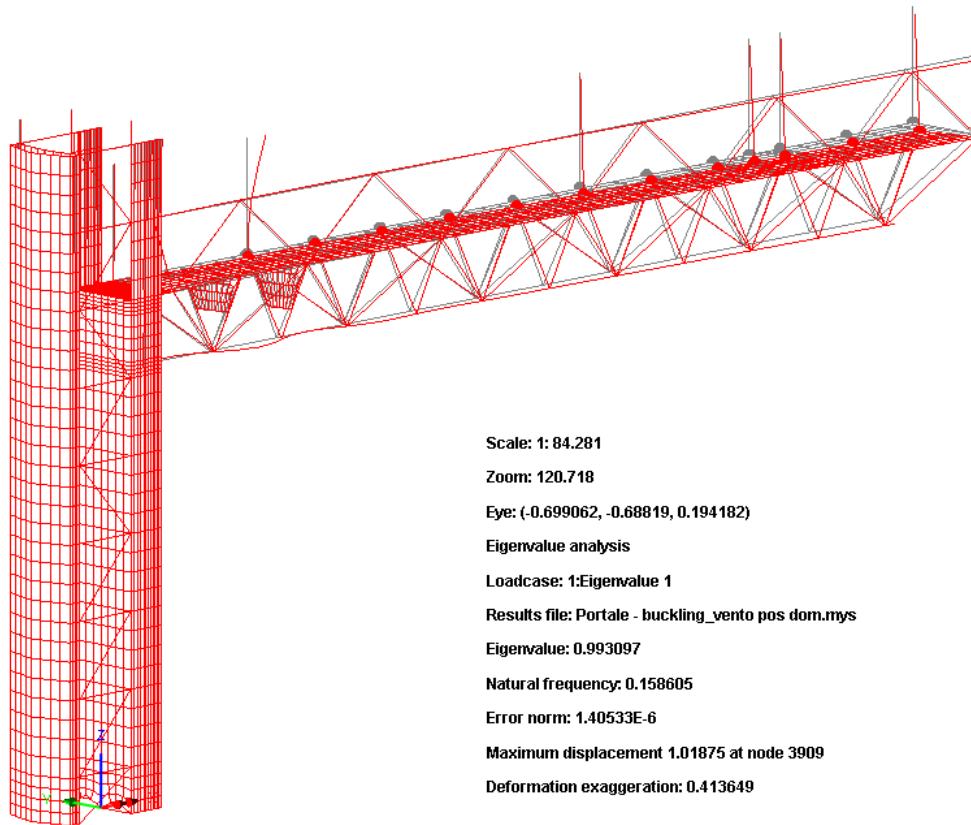 Scale: 1: 84.281
Zoom: 120.718
Eye: (-0.699062, -0.68819, 0.194182)
Eigenvalue analysis
Loadcase: 1:Eigenvalue 1
Results file: Portale - buckling_vento pos dom.mys
Eigenvalue: 0.993097
Natural frequency: 0.158605
Error norm: 1.40533E-6
Maximum displacement 1.01875 at node 3909
Deformation exaggeration: 0.413649
Z
Y